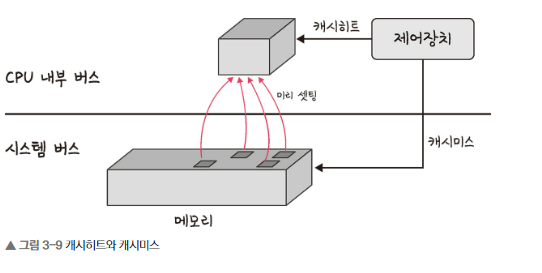 캐시히트
제어장치
CPU 내부 버스
미리 셋팅
시스템 버스
캐시미스
메모리
▲ 그림 3-9 캐시히트와 캐시미스